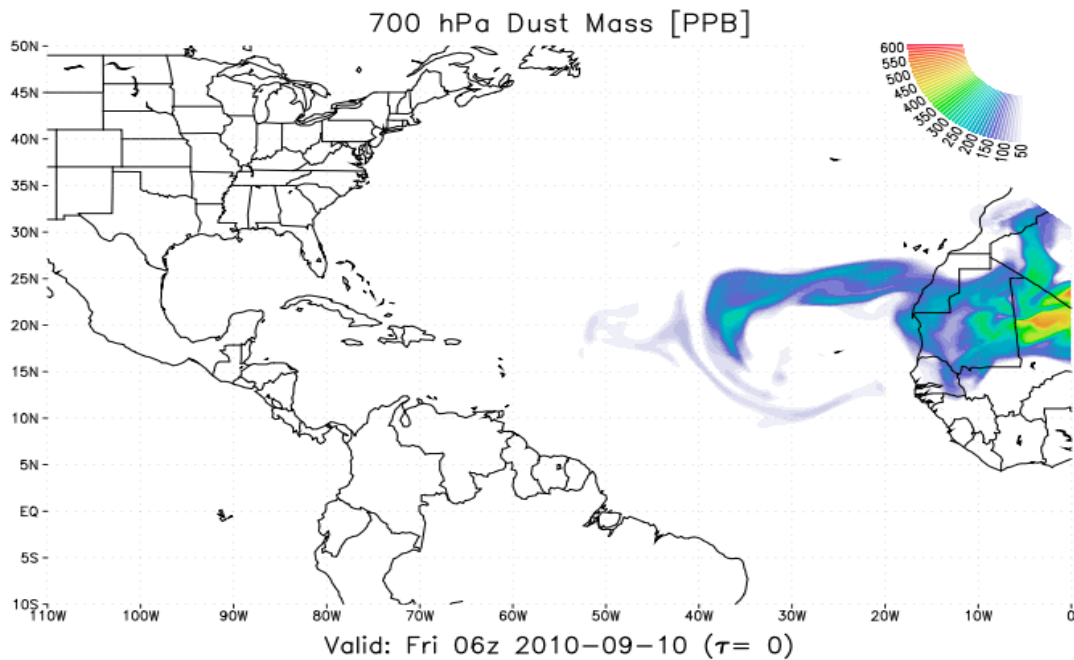 700 hPa Dust Mass [PPB]
50N
45N
40N
35N
30N
25N
20N
15N
10N
5N
EQ
5S
10S
600
550
500
450
400
350
300
250
200
150
100
50
110W 100W 90W 80W 70W 60W 50W 40W 30W 20W 10W 0
Valid: Fri 06z 2010-09-10 (τ= 0)